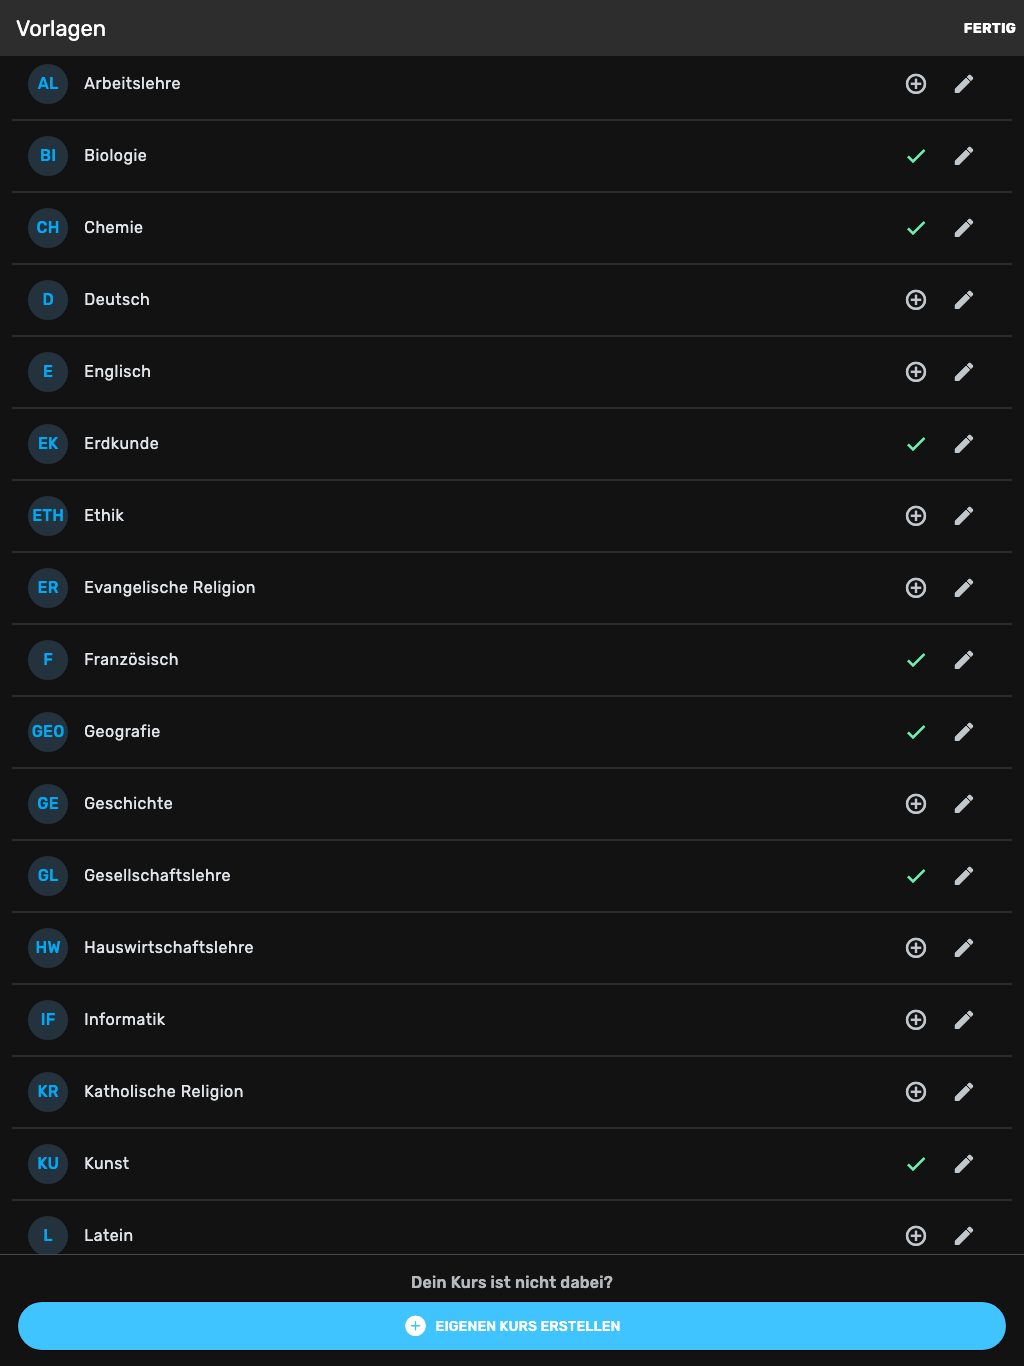 Vorlagen FERTIG
AL Arbeitslehre
BI Biologie
CH Chemie
D Deutsch
E Englisch
EK Erdkunde
ETH Ethik
ER Evangelische Religion
F Französisch
GEO Geografie
GE Geschichte
GL Gesellschaftslehre
HW Hauswirtschaftslehre
IF Informatik
KR Katholische Religion
KU Kunst
L Latein
Dein Kurs ist nicht dabei?
EIGENEN KURS ERSTELLEN